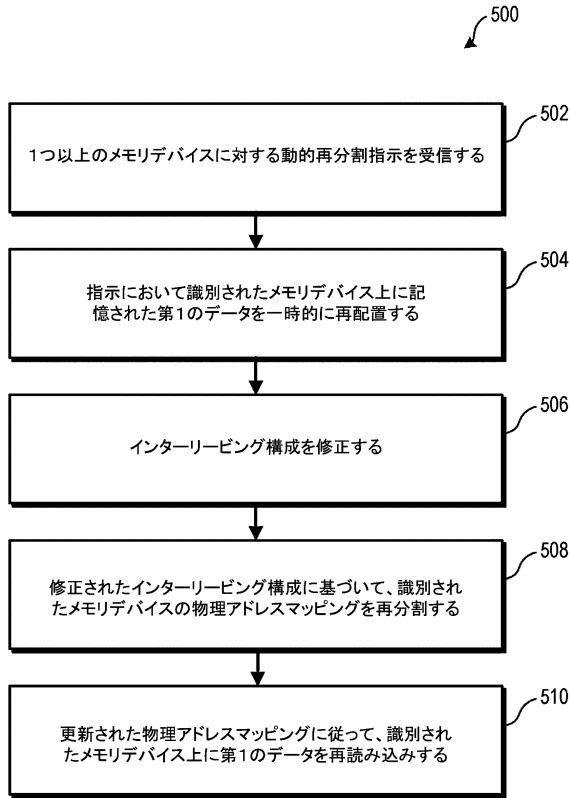 500
502
1つ以上のメモリデバイスに対する動的再分割指示を受信する
504
指示において識別されたメモリデバイス上に記
憶された第1のデータを一時的に再配置する
506
インターリービング構成を修正する
508
修正されたインターリービング構成に基づいて、識別され
たメモリデバイスの物理アドレスマッピングを再分割する
510
更新された物理アドレスマッピングに従って、識別され
たメモリデバイス上に第1のデータを再読み込みする